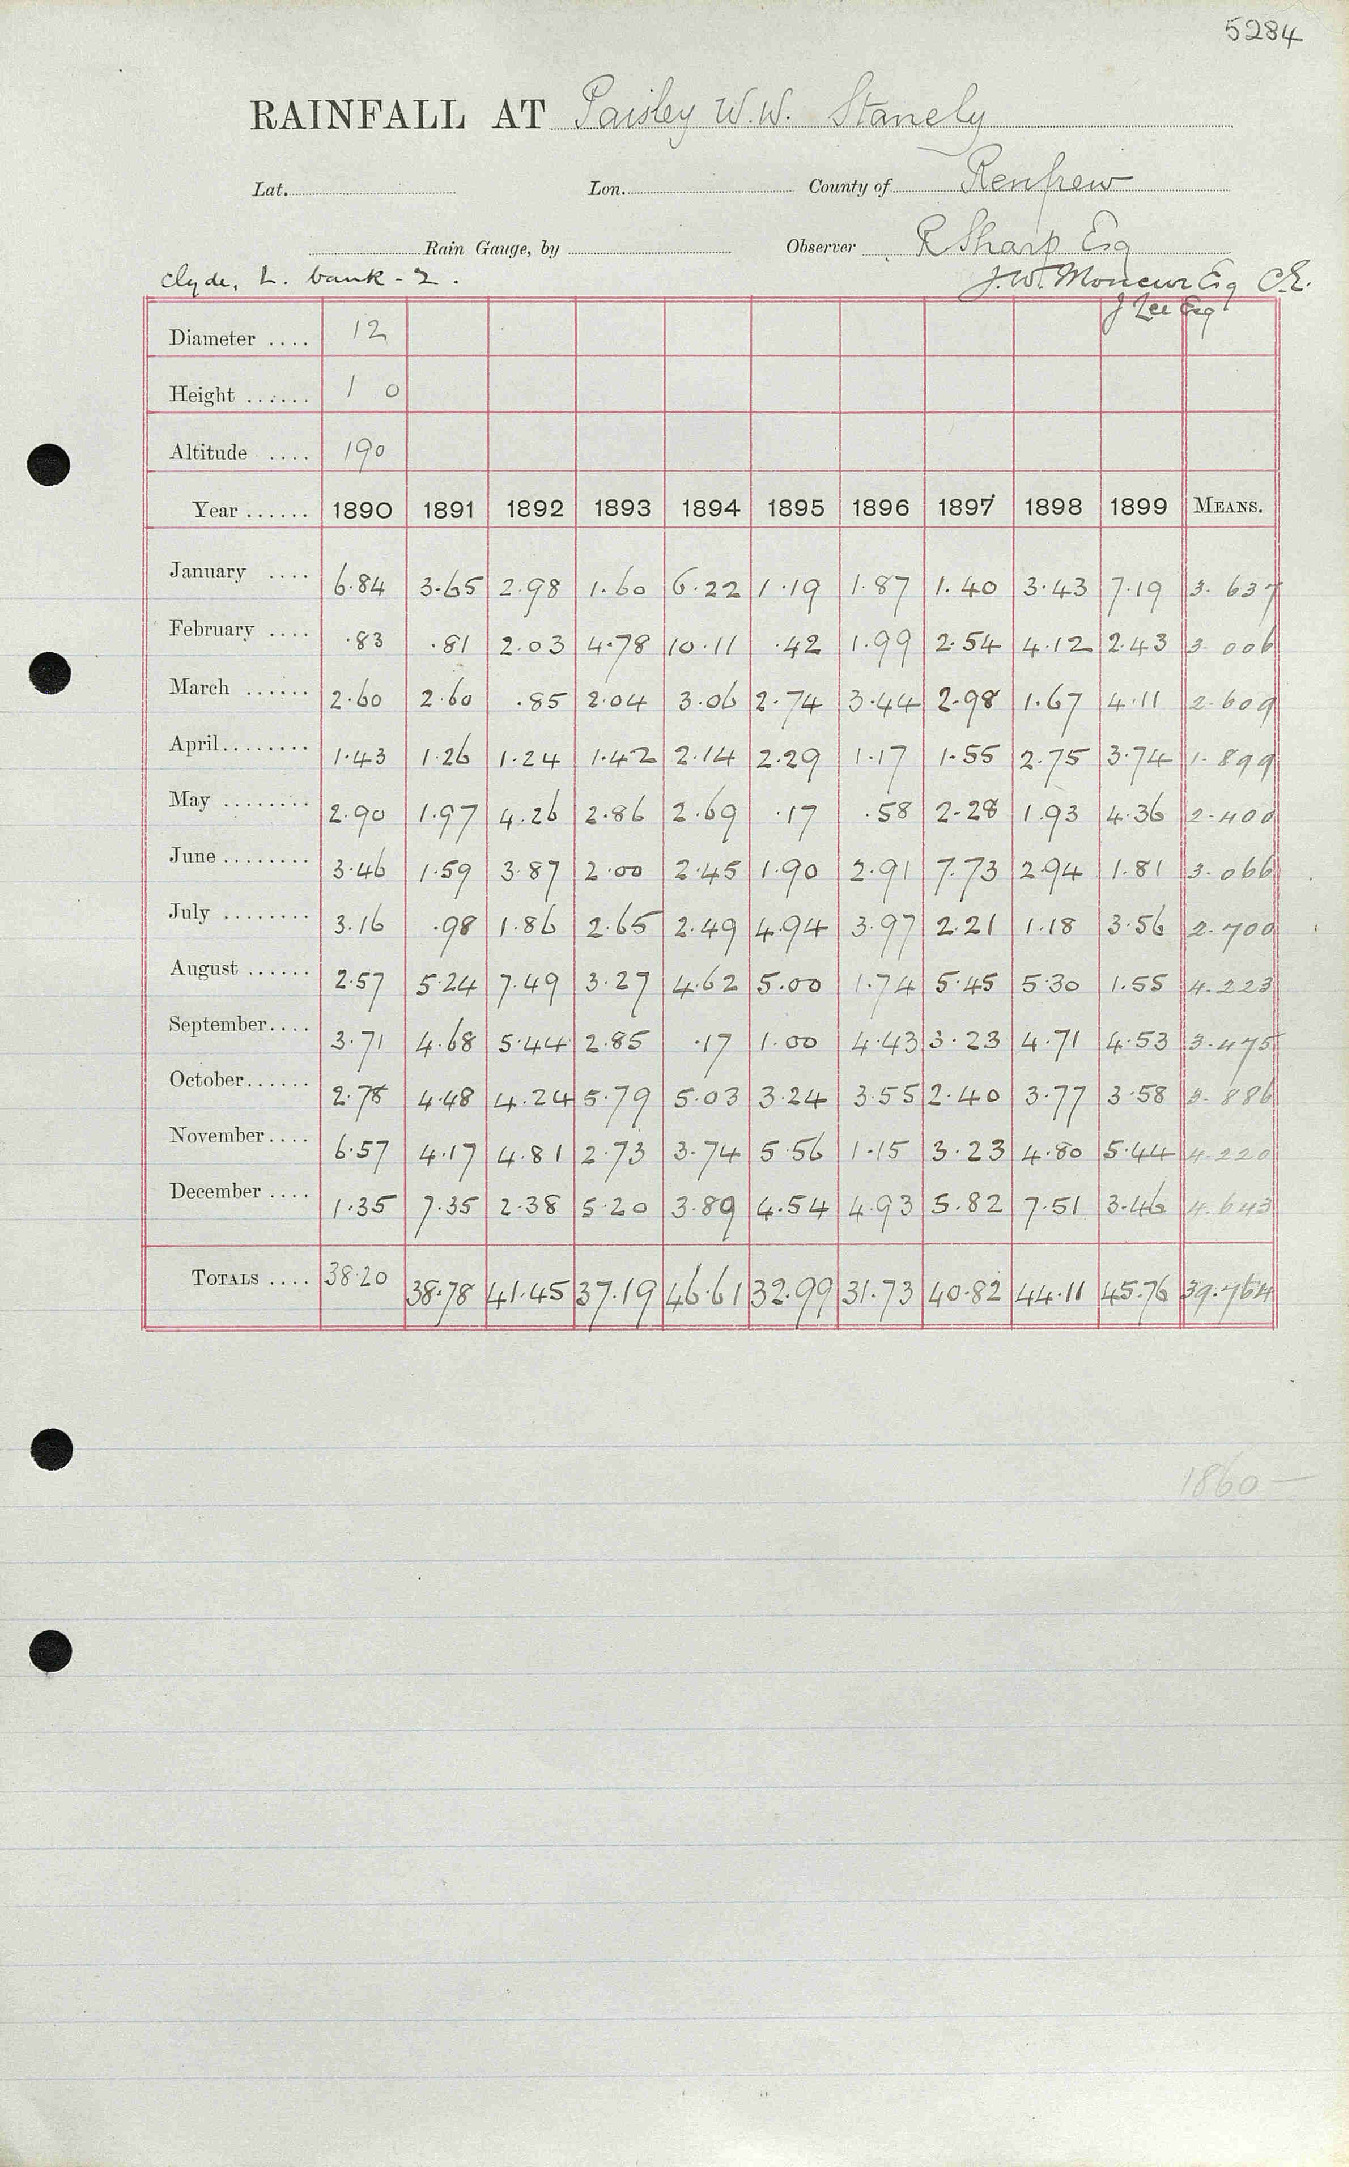 5284
RAINFALL AT Paisley W.W. Stanely
Lat. Lon. County of Renfrew
Rain Gauge, by Observer R Sharp Esq
Clyde, L. bank - 2. J.W. Moncur Esq C.E.
J Lee Esq
Diameter .... 12
Height ...... 1 0
Altitude .... 190
Year ...... 1890 1891 1892 1893 1894 1895 1896 1897 1898 1899 MEANS.
January .... 6.84 3.65 2.98 1.60 6.22 1.19 1.87 1.40 3.43 7.19 3.637
February .... .83 .81 2.03 4.78 10.11 .42 1.99 2.54 4.12 2.43 3.006
March ...... 2.60 2.60 .85 2.04 3.06 2.74 3.44 2.98 1.67 4.11 2.609
April........ 1.43 1.26 1.24 1.42 2.14 2.29 1.17 1.55 2.75 3.74 1.899
May ........ 2.90 1.97 4.26 2.86 2.69 .17 .58 2.28 1.93 4.36 2.400
June ........ 3.46 1.59 3.87 2.00 2.45 1.90 2.91 7.73 2.94 1.81 3.066
July ........ 3.16 .98 1.86 2.65 2.49 4.94 3.97 2.21 1.18 3.56 2.700
August ...... 2.57 5.24 7.49 3.27 4.62 5.00 1.74 5.45 5.30 1.55 4.223
September.... 3.71 4.68 5.44 2.85 .17 1.00 4.43 3.23 4.71 4.53 3.475
October...... 2.78 4.48 4.24 5.79 5.03 3.24 3.55 2.40 3.77 3.58 3.886
November.... 6.57 4.17 4.81 2.73 3.74 5.56 1.15 3.23 4.80 5.44 4.220
December .... 1.35 7.35 2.38 5.20 3.89 4.54 4.93 5.82 7.51 3.46 4.643
TOTALS .... 38.20 38.78 41.45 37.19 46.61 32.99 31.73 40.82 44.11 45.76 39.764
1860 —